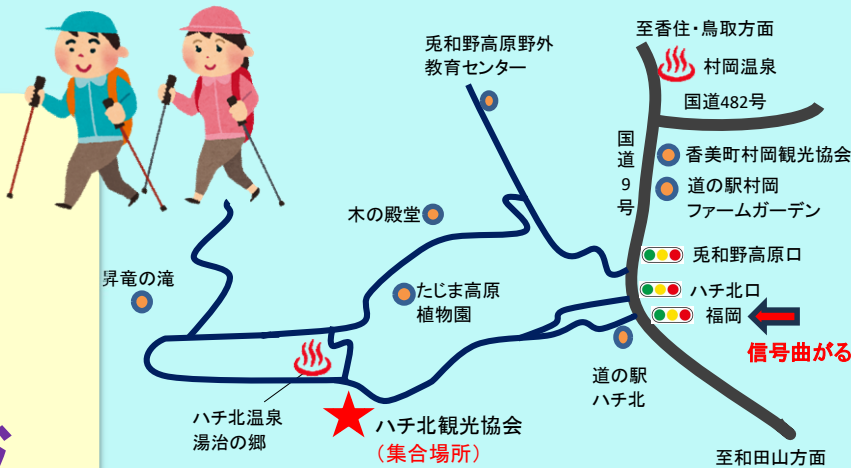 至香住・鳥取方面
兎和野高原野外
教育センター
村岡温泉
国道482号
国道9号
香美町村岡観光協会
道の駅村岡
ファームガーデン
木の殿堂
兎和野高原口
昇竜の滝
たじま高原
植物園
ハチ北口
福岡
信号曲がる
道の駅
ハチ北
ハチ北温泉
湯治の郷
ハチ北観光協会
（集合場所）
至和田山方面